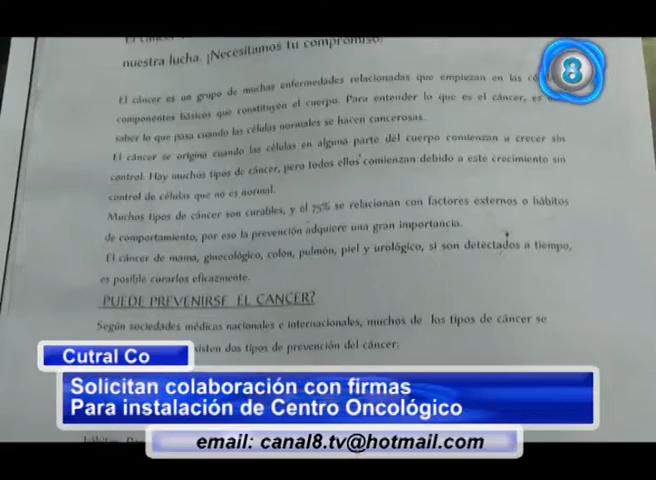 El cáncer
nuestra lucha. ¡Necesitamos tu compromiso!
8
El cáncer es un grupo de muchas enfermedades relacionadas que empiezan en las
componentes básicos que constituyen el cuerpo. Para entender lo que es el cáncer, es
saber lo que pasa cuando las células normales se hacen cancerosas.
El cáncer se origina cuando las células en alguna parte del cuerpo comienzan a crecer sin
control. Hay muchos tipos de cáncer, pero todos ellos comienzan debido a este crecimiento sin
control de células que no es normal.
Muchos tipos de cáncer son curables, y el 75% se relacionan con factores externos o hábitos
de comportamiento, por eso la prevención adquiere una gran importancia.
El cáncer de mama, ginecológico, colon, pulmón, piel y urológico, si son detectados a tiempo,
es posible curarlos eficazmente.
PUEDE PREVENIRSE EL CANCER?
Según sociedades médicas nacionales e internacionales, muchos de los tipos de cáncer se
existen dos tipos de prevención del cáncer:
Cutral Co
Solicitan colaboración con firmas
Para instalación de Centro Oncológico
email: canal8.tv@hotmail.com